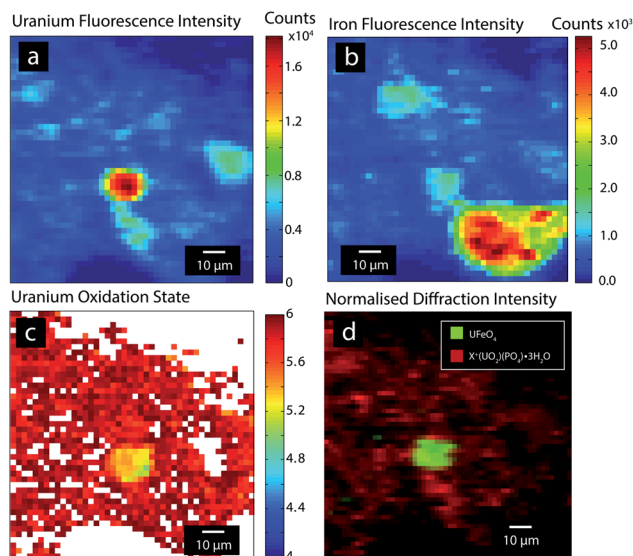 Uranium Fluorescence Intensity
Counts
x10⁴
a
1.6
1.2
0.8
0.4
0
10 µm
Iron Fluorescence Intensity
Counts x10³
b
5.0
4.0
3.0
2.0
1.0
0.0
10 µm
Uranium Oxidation State
c
6
5.6
5.2
4.8
4.4
4
10 µm
Normalised Diffraction Intensity
d
UFeO₄
X⁺(UO₂)(PO₄)•3H₂O
10 µm